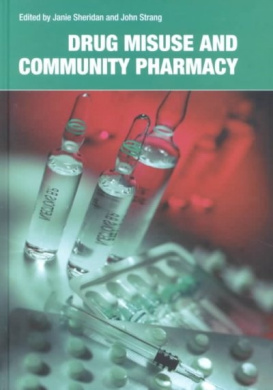 Edited by Janie Sheridan and John Strang
DRUG MISUSE AND
COMMUNITY PHARMACY